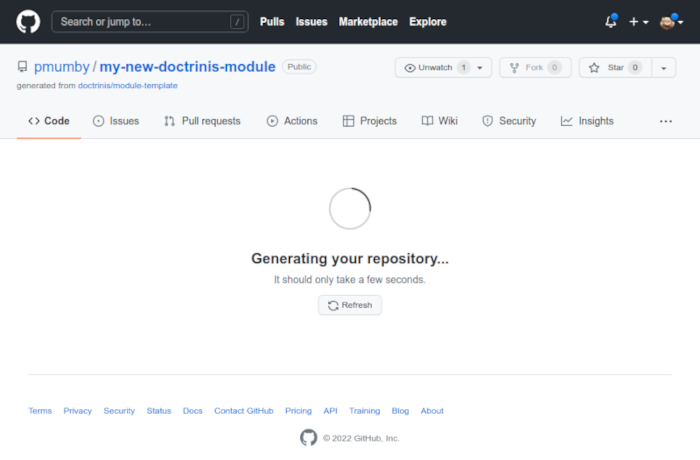 Search or jump to… /
Pulls Issues Marketplace Explore
pmumby / my-new-doctrinis-module Public
Unwatch 1 Fork 0 Star 0
generated from doctrinis/module-template
<> Code Issues Pull requests Actions Projects Wiki Security Insights ...
Generating your repository...
It should only take a few seconds.
Refresh
Terms Privacy Security Status Docs Contact GitHub Pricing API Training Blog About
© 2022 GitHub, Inc.